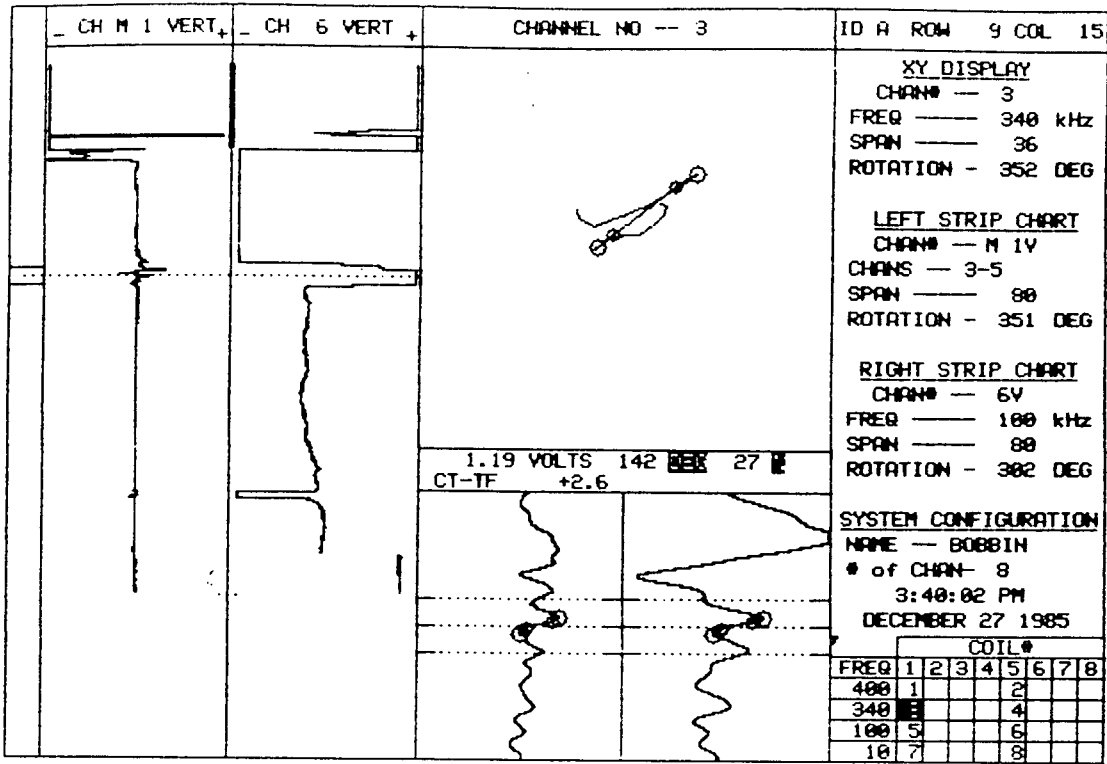 _ CH M 1 VERT +
_ CH 6 VERT +
CHANNEL NO -- 3
ID A ROW 9 COL 15
XY DISPLAY
CHAN# -- 3
FREQ ----- 340 kHz
SPAN ----- 36
ROTATION - 352 DEG
LEFT STRIP CHART
CHAN# -- M 1V
CHANS -- 3-5
SPAN ----- 80
ROTATION - 351 DEG
RIGHT STRIP CHART
CHAN# -- 6V
FREQ ----- 100 kHz
SPAN ----- 80
ROTATION - 302 DEG
1.19 VOLTS 142 27
CT-TF +2.6
SYSTEM CONFIGURATION
NAME -- BOBBIN
# of CHAN- 8
3:40:02 PM
DECEMBER 27 1985
COIL#
FREQ 1 2 3 4 5 6 7 8
400 1 2
340 4
100 5 6
10 7 8